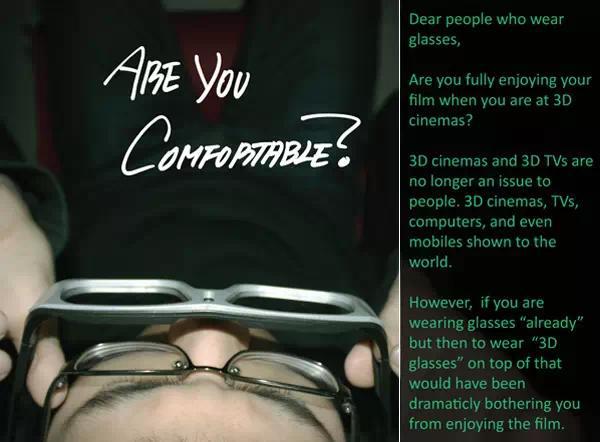 ARE YOU
COMFORTABLE?
Dear people who wear
glasses,
Are you fully enjoying your
film when you are at 3D
cinemas?
3D cinemas and 3D TVs are
no longer an issue to
people. 3D cinemas, TVs,
computers, and even
mobiles shown to the
world.
However,  if you are
wearing glasses “already”
but then to wear  “3D
glasses” on top of that
would have been
dramaticly bothering you
from enjoying the film.